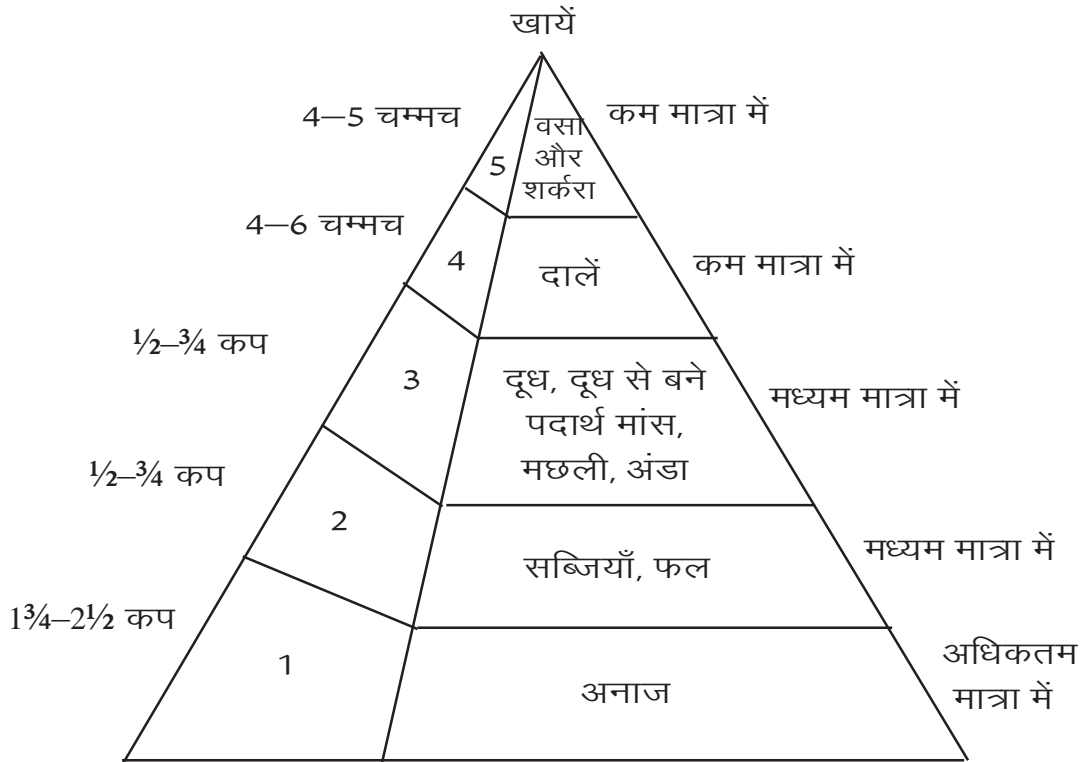 खायें
4–5 चम्मच
कम मात्रा में
5
वसा
और
शर्करा
4–6 चम्मच
4
दालें
कम मात्रा में
½–¾ कप
3
दूध, दूध से बने
पदार्थ मांस,
मछली, अंडा
मध्यम मात्रा में
½–¾ कप
2
सब्जियाँ, फल
मध्यम मात्रा में
1¾–2½ कप
1
अनाज
अधिकतम
मात्रा में